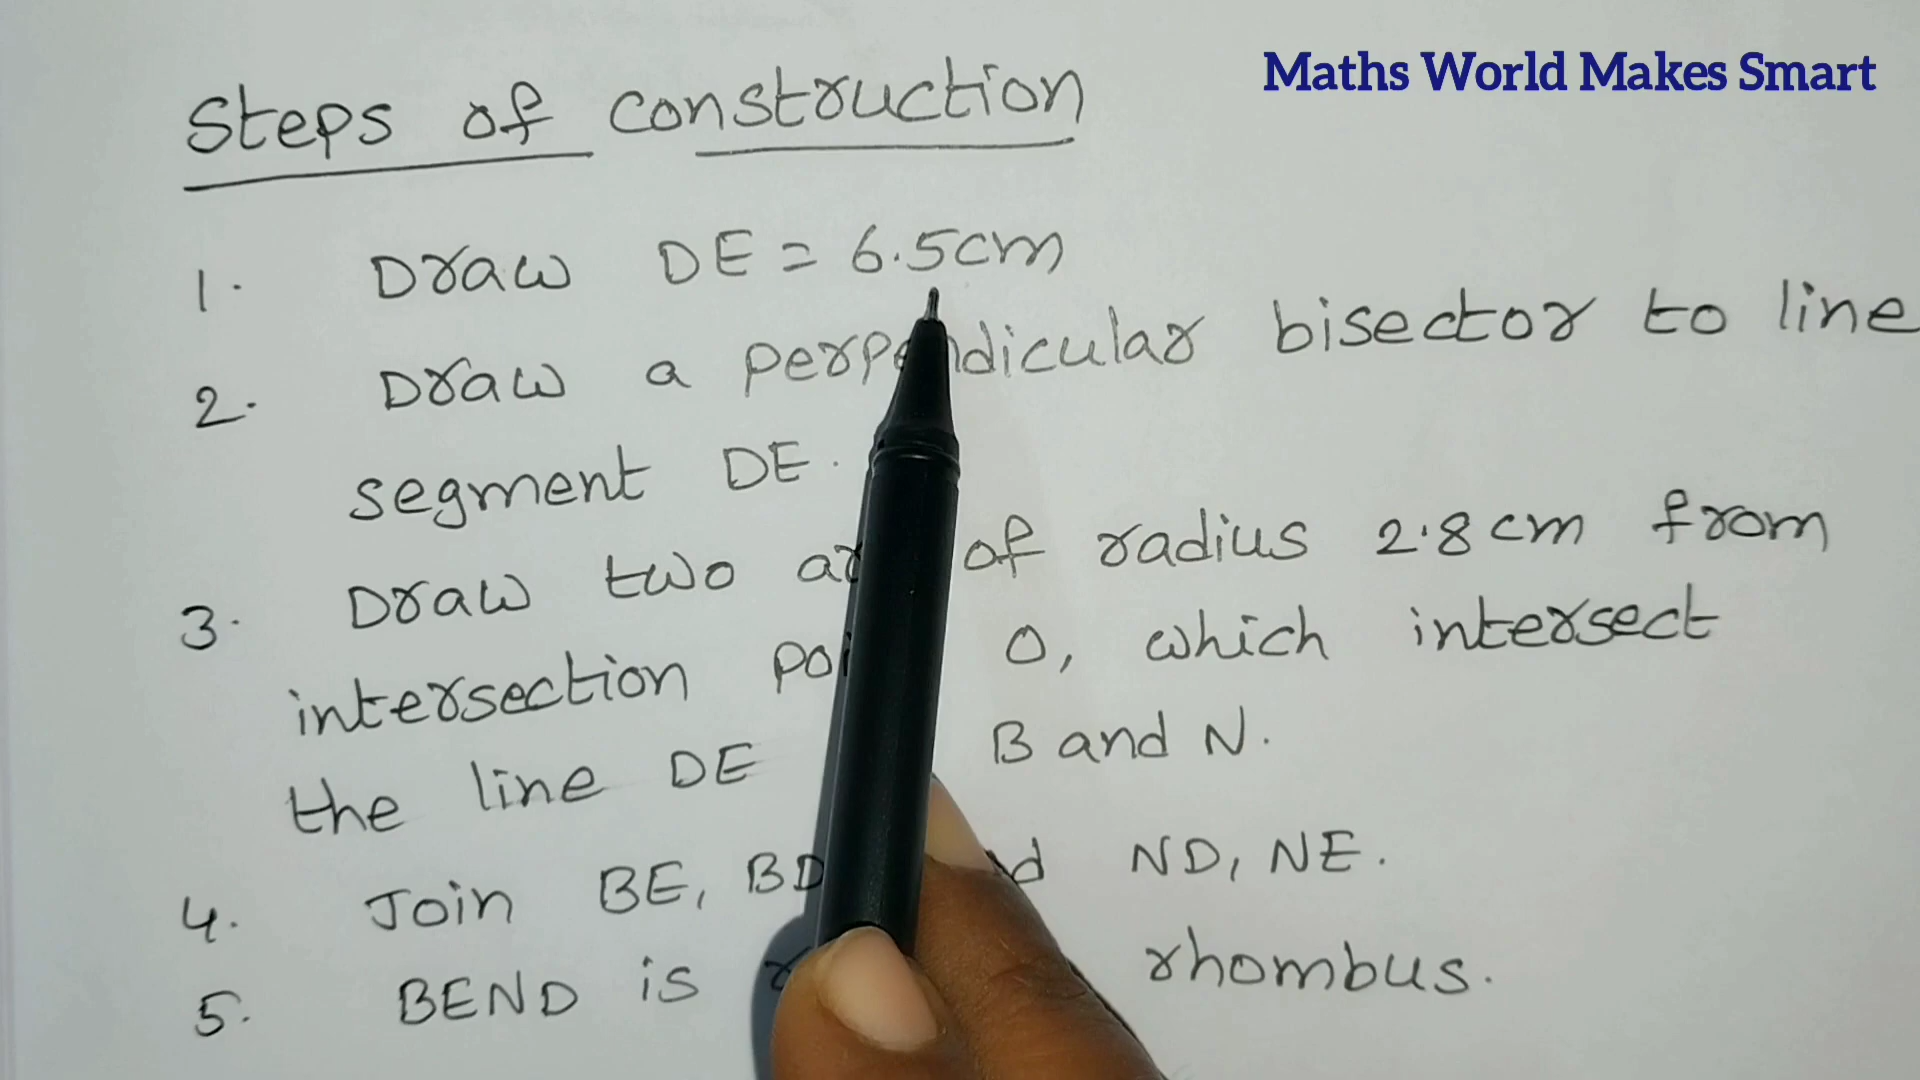 Maths World Makes Smart
Steps of construction
1. Draw DE = 6.5cm
2. Draw a perpendicular bisector to line
segment DE.
3. Draw two of radius 2.8cm from
intersection O, which intersect
the line DE B and N.
4. Join BE, BD ND, NE.
5. BEND is rhombus.